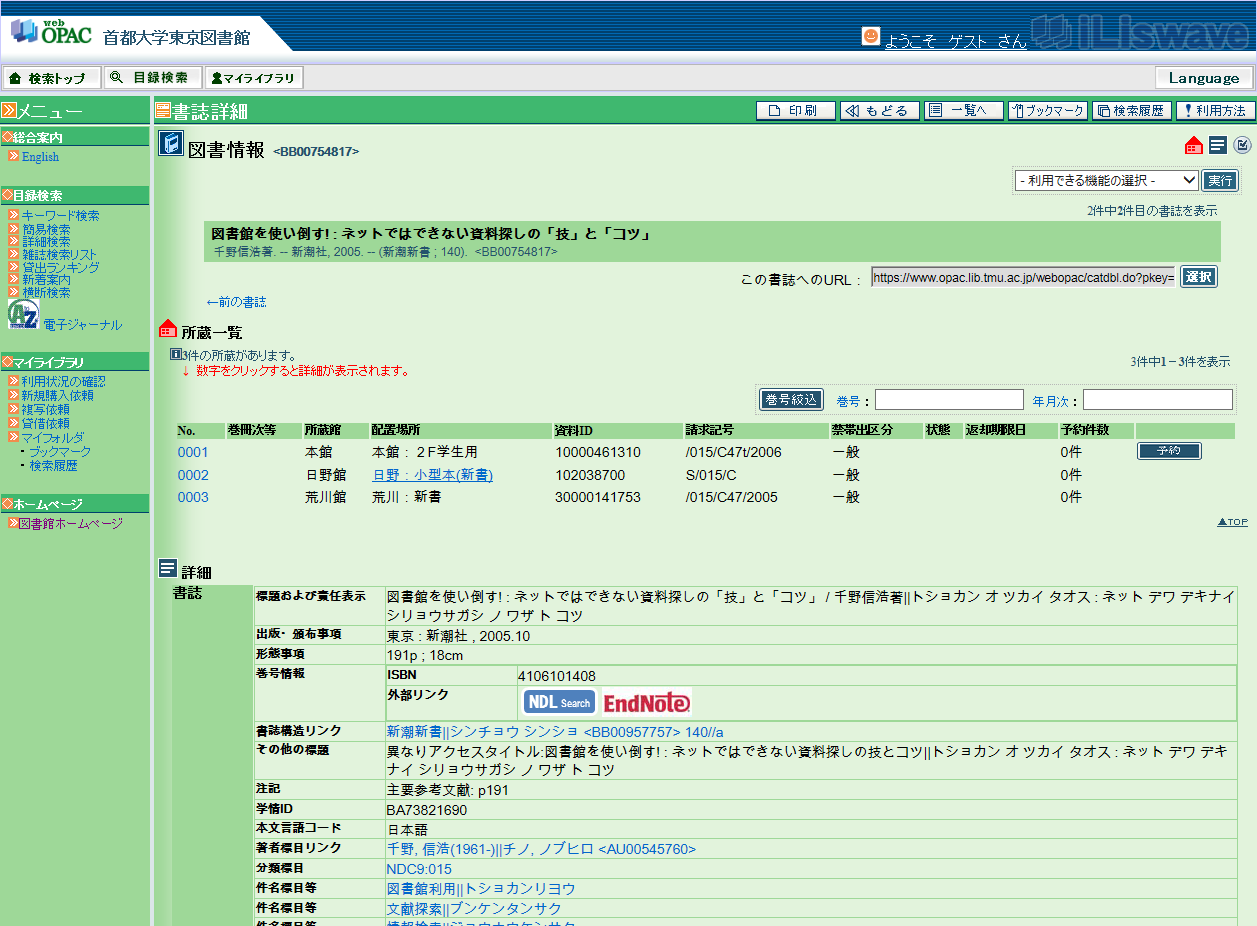 web
OPAC 首都大学東京図書館
ようこそ ゲスト さん iLiswave
検索トップ 目録検索 マイライブラリ Language
メニュー
総合案内
English
目録検索
キーワード検索
簡易検索
詳細検索
雑誌検索リスト
貸出ランキング
新着案内
横断検索
AtoZ 電子ジャーナル
マイライブラリ
利用状況の確認
新規購入依頼
複写依頼
貸借依頼
マイフォルダ
・ブックマーク
・検索履歴
ホームページ
図書館ホームページ
書誌詳細 印刷 もどる 一覧へ ブックマーク 検索履歴 利用方法
図書情報 <BB00754817>
- 利用できる機能の選択 - 実行
2件中2件目の書誌を表示
図書館を使い倒す! : ネットではできない資料探しの「技」と「コツ」
千野信浩著. -- 新潮社, 2005. -- (新潮新書 ; 140). <BB00754817>
この書誌へのURL： https://www.opac.lib.tmu.ac.jp/webopac/catdbl.do?pkey= 選択
←前の書誌
所蔵一覧
3件の所蔵があります。 3件中1－3件を表示
↓ 数字をクリックすると詳細が表示されます。
巻号絞込 巻号： 年月次：
No. 巻冊次等 所蔵館 配置場所 資料ID 請求記号 禁帯出区分 状態 返却期限日 予約件数
0001 本館 本館：２F学生用 10000461310 /015/C47t/2006 一般 0件 予約
0002 日野館 日野：小型本(新書) 102038700 S/015/C 一般 0件
0003 荒川館 荒川：新書 30000141753 /015/C47/2005 一般 0件
▲TOP
詳細
書誌 標題および責任表示 図書館を使い倒す! : ネットではできない資料探しの「技」と「コツ」 / 千野信浩著||トショカン オ ツカイ タオス : ネット デワ デキナイ
シリョウサガシ ノ ワザ ト コツ
出版・頒布事項 東京 : 新潮社 , 2005.10
形態事項 191p ; 18cm
巻号情報 ISBN 4106101408
外部リンク NDL Search EndNote
書誌構造リンク 新潮新書||シンチョウ シンショ <BB00957757> 140//a
その他の標題 異なりアクセスタイトル:図書館を使い倒す! : ネットではできない資料探しの技とコツ||トショカン オ ツカイ タオス : ネット デワ デキ
ナイ シリョウサガシ ノ ワザ ト コツ
注記 主要参考文献: p191
学情ID BA73821690
本文言語コード 日本語
著者標目リンク 千野, 信浩(1961-)||チノ, ノブヒロ <AU00545760>
分類標目 NDC9:015
件名標目等 図書館利用||トショカンリヨウ
件名標目等 文献探索||ブンケンタンサク
件名標目等 情報検索||ジョウホウケンサク